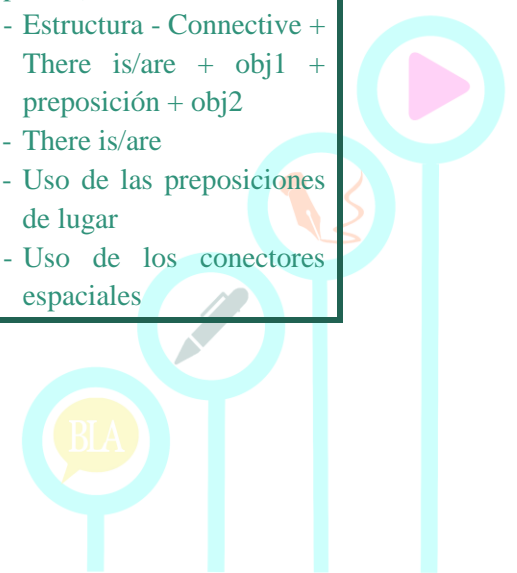 - Estructura - Connective +
There is/are + obj1 +
preposición + obj2
- There is/are
- Uso de las preposiciones
de lugar
- Uso de los conectores
espaciales
BLA